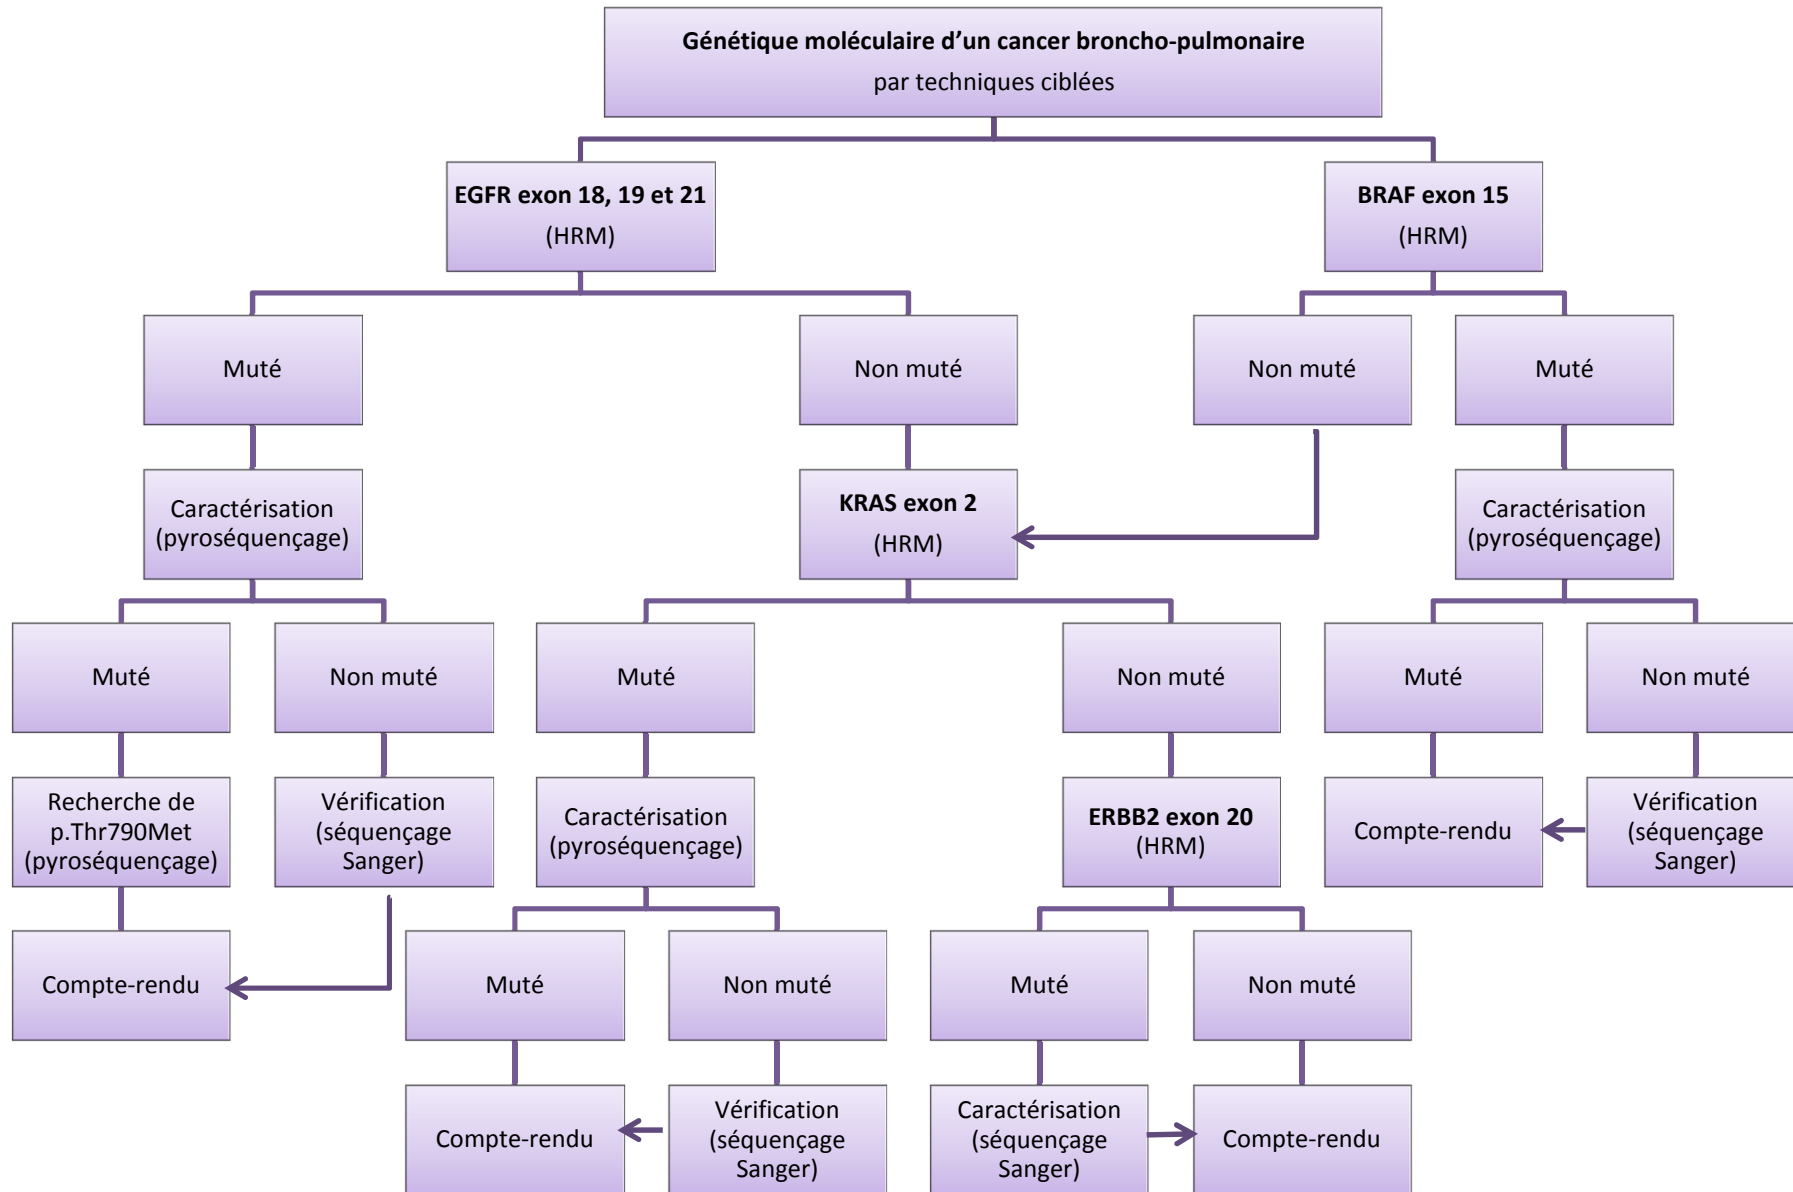 Génétique moléculaire d’un cancer broncho-pulmonaire
par techniques ciblées
EGFR exon 18, 19 et 21
(HRM)
BRAF exon 15
(HRM)
Muté
Non muté
Non muté
Muté
Caractérisation
(pyroséquençage)
KRAS exon 2
(HRM)
Caractérisation
(pyroséquençage)
Muté
Non muté
Muté
Non muté
Muté
Non muté
Recherche de
p.Thr790Met
(pyroséquençage)
Vérification
(séquençage
Sanger)
Caractérisation
(pyroséquençage)
ERBB2 exon 20
(HRM)
Compte-rendu
Vérification
(séquençage
Sanger)
Compte-rendu
Muté
Non muté
Muté
Non muté
Compte-rendu
Vérification
(séquençage
Sanger)
Caractérisation
(séquençage
Sanger)
Compte-rendu